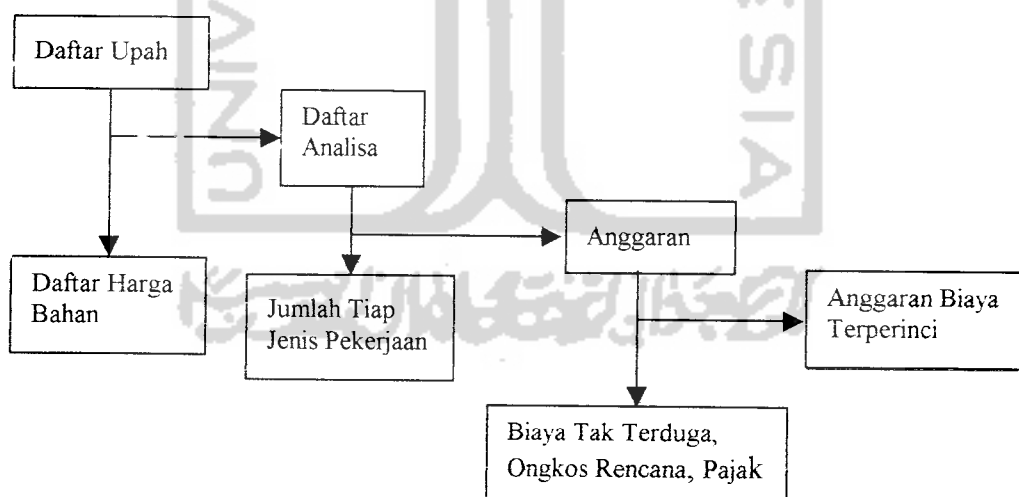 Daftar Upah
Daftar
Analisa
Anggaran
Daftar Harga
Bahan
Jumlah Tiap
Jenis Pekerjaan
Anggaran Biaya
Terperinci
Biaya Tak Terduga,
Ongkos Rencana, Pajak